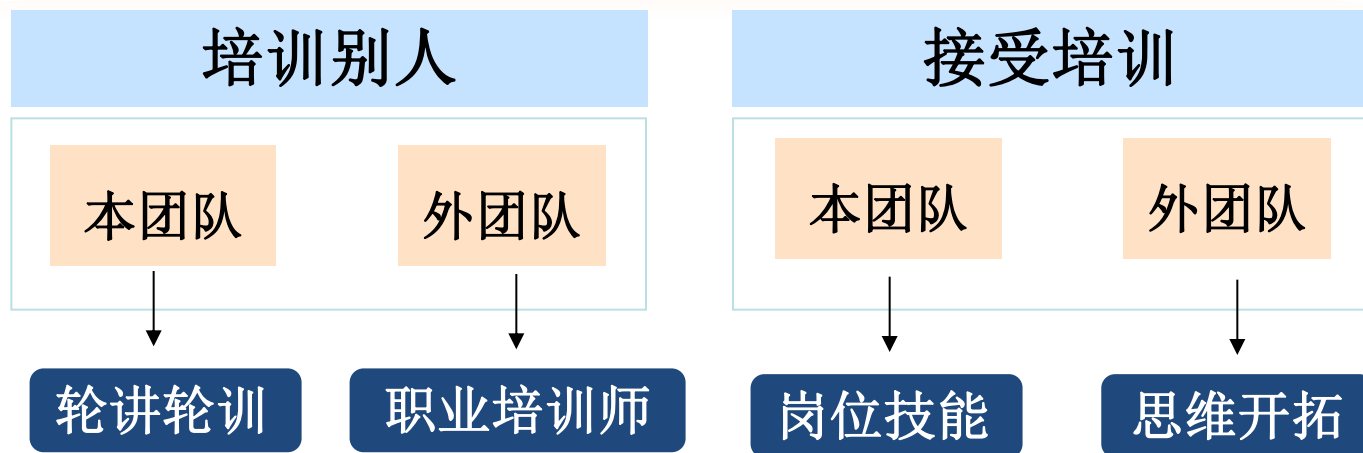 培训别人
接受培训
本团队
外团队
本团队
外团队
轮讲轮训
职业培训师
岗位技能
思维开拓